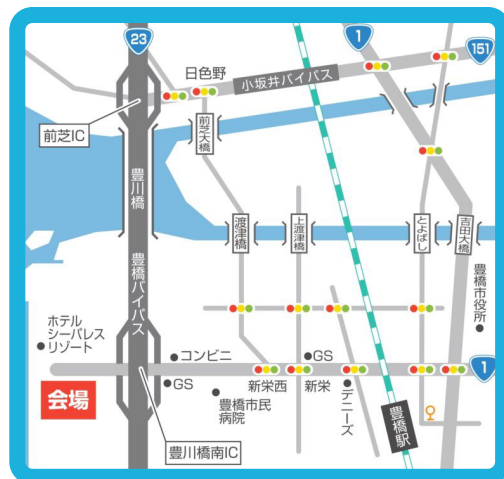 23
1
151
日色野
小坂井バイパス
前芝IC
前芝大橋
豊川橋
渡津橋
上渡津橋
とよばし
吉田大橋
豊橋バイパス
豊橋市役所
ホテル
シーパレス
リゾート
コンビニ
GS
GS
新栄西
新栄
デニーズ
1
会場
豊橋市民
病院
豊橋駅
豊川橋南IC